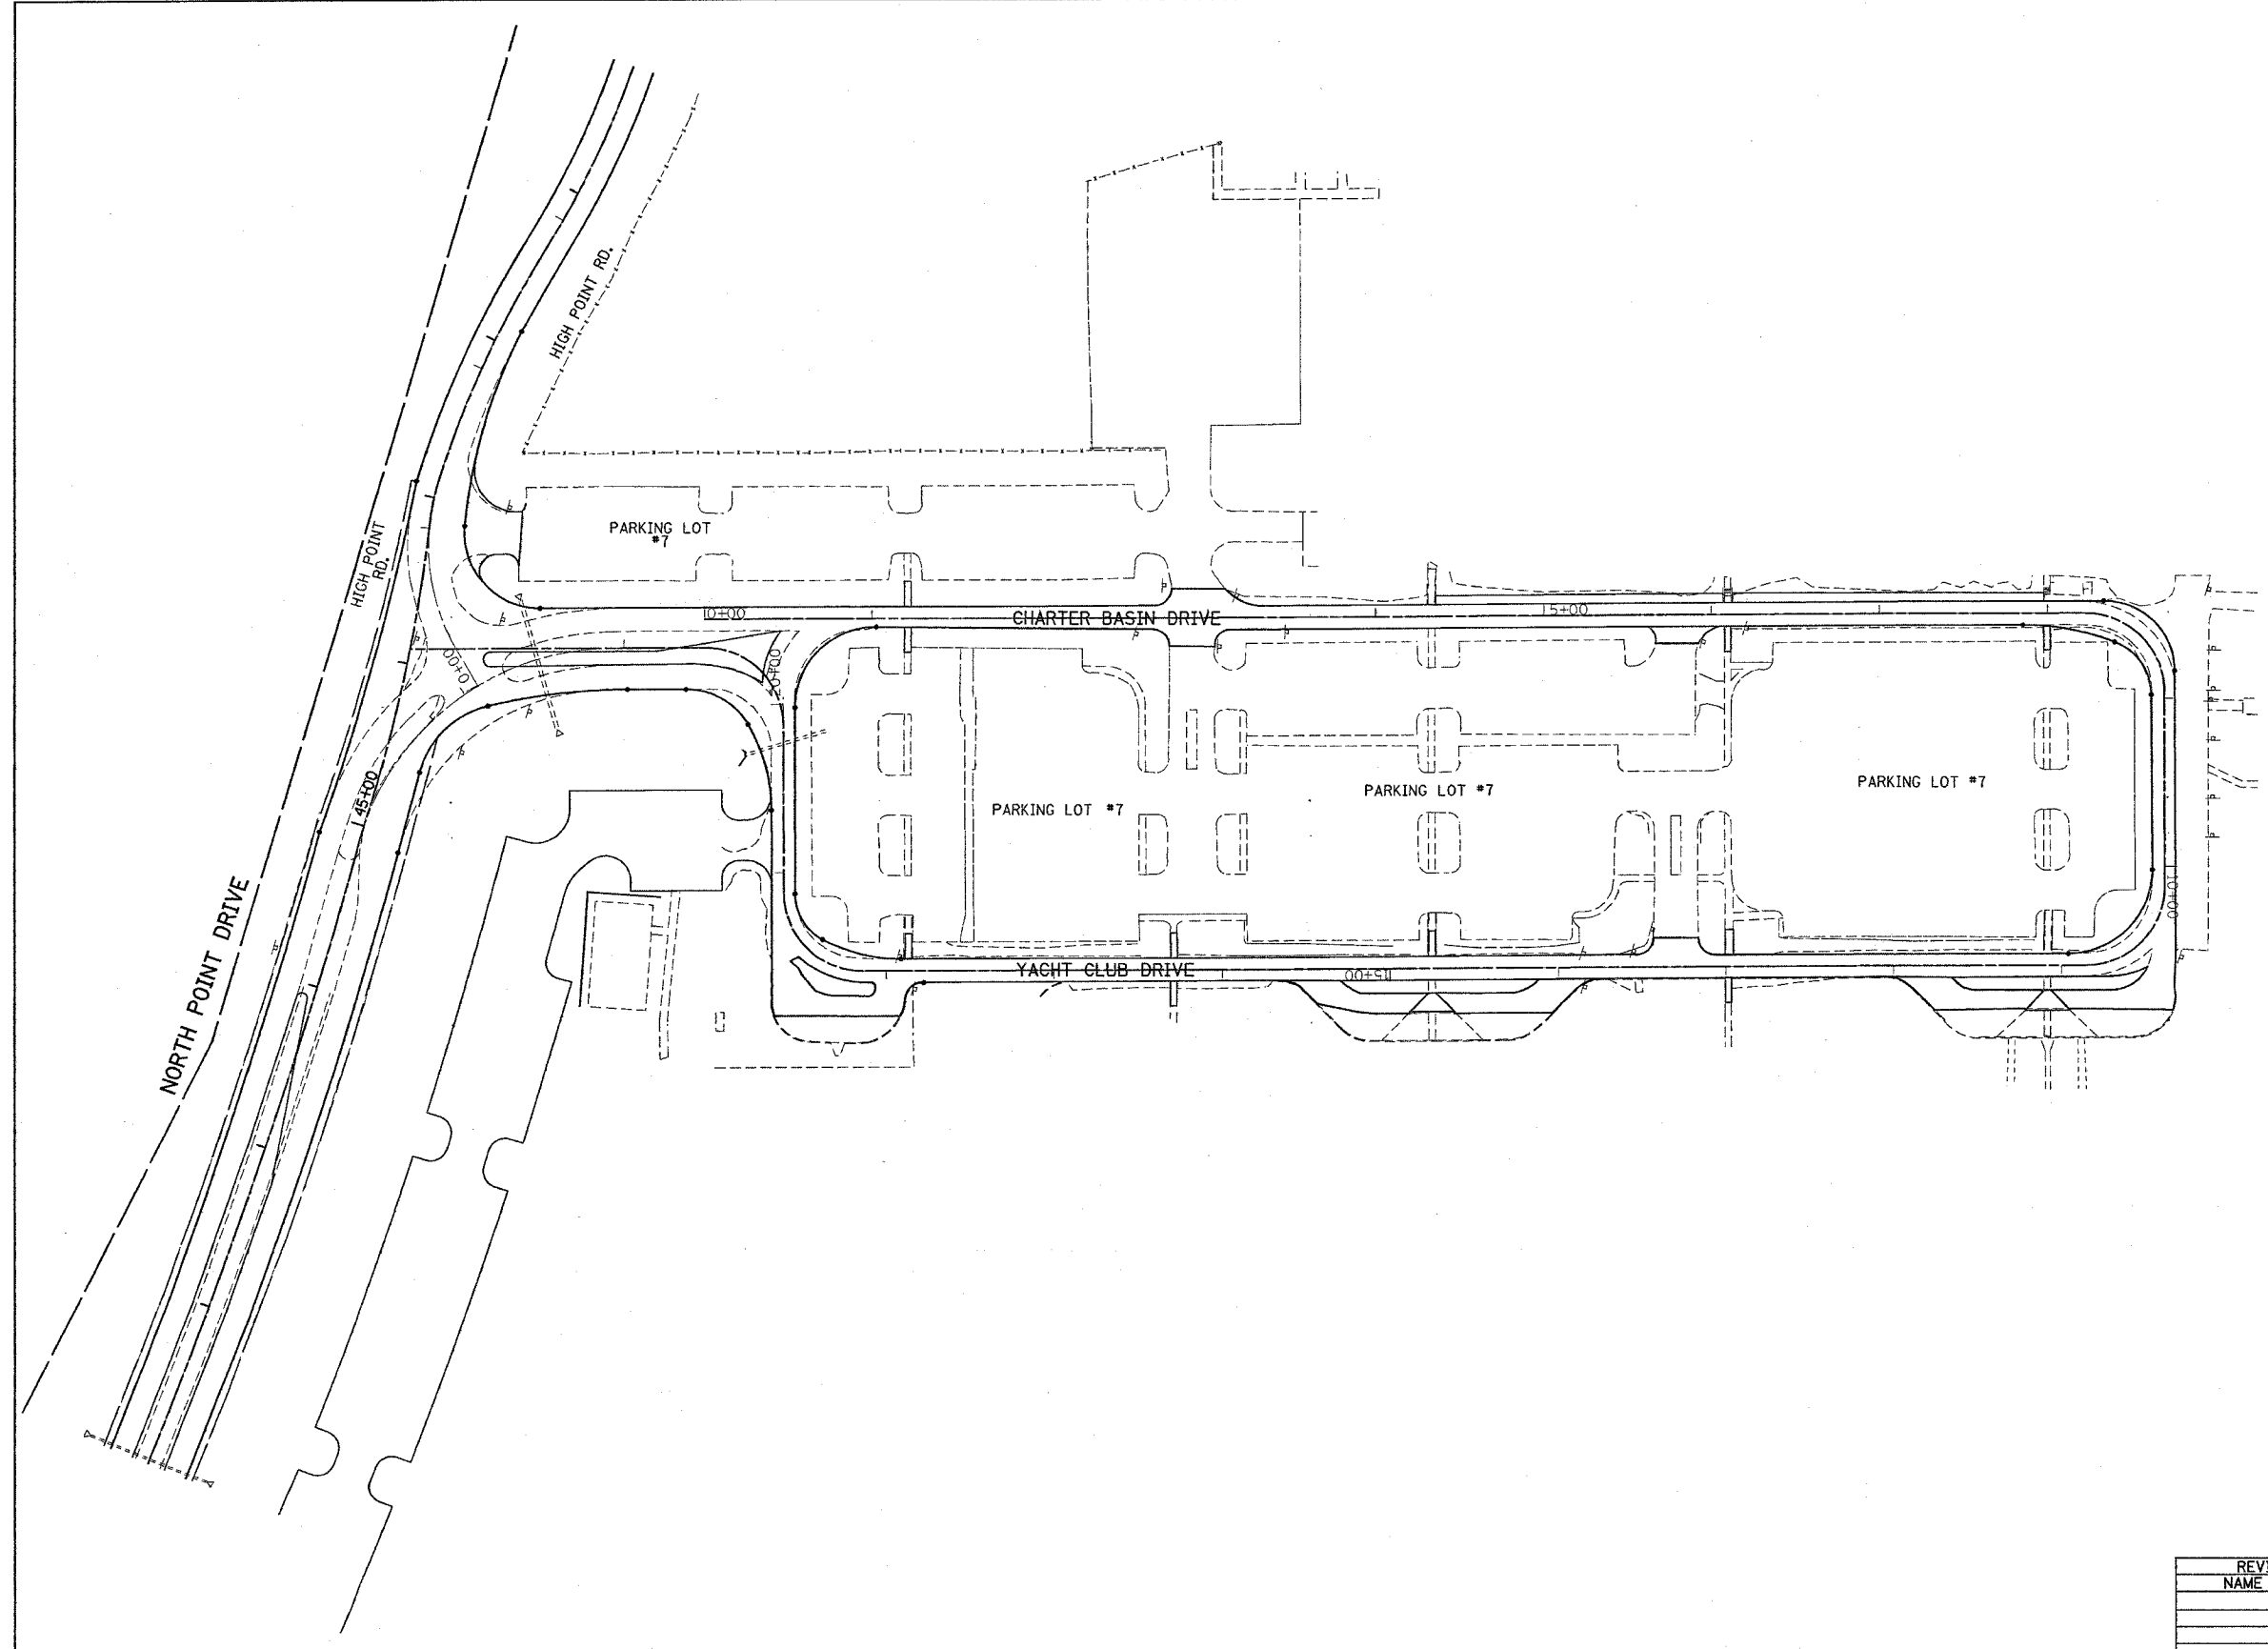 HIGH POINT RD.
PARKING LOT
#7
HIGH POINT
RD.
10+00
CHARTER BASIN DRIVE
15+00
10+00
10+00
45+00
PARKING LOT #7
PARKING LOT #7
PARKING LOT #7
NORTH POINT DRIVE
10+00
YACHT CLUB DRIVE
15+00
NAME